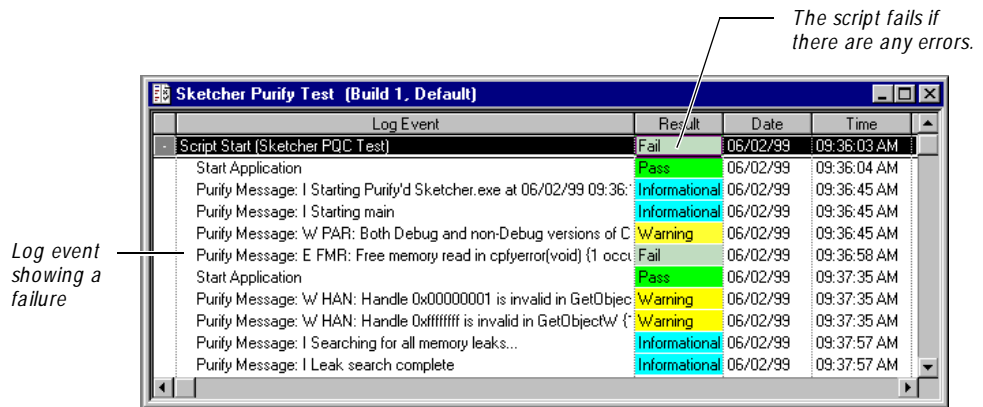 The script fails if
there are any errors.
Sketcher Purify Test (Build 1, Default)
Log Event Result Date Time
- Script Start (Sketcher PQC Test) Fail 06/02/99 09:36:03 AM
Start Application Pass 06/02/99 09:36:04 AM
Purify Message: I Starting Purify'd Sketcher.exe at 06/02/99 09:36: Informational 06/02/99 09:36:45 AM
Purify Message: I Starting main Informational 06/02/99 09:36:45 AM
Purify Message: W PAR: Both Debug and non-Debug versions of C Warning 06/02/99 09:36:45 AM
Purify Message: E FMR: Free memory read in cpfyerror(void) {1 occu Fail 06/02/99 09:36:58 AM
Start Application Pass 06/02/99 09:37:35 AM
Purify Message: W HAN: Handle 0x00000001 is invalid in GetObjec Warning 06/02/99 09:37:35 AM
Purify Message: W HAN: Handle 0xffffffff is invalid in GetObjectW { Warning 06/02/99 09:37:35 AM
Purify Message: I Searching for all memory leaks... Informational 06/02/99 09:37:57 AM
Purify Message: I Leak search complete Informational 06/02/99 09:37:57 AM
Log event
showing a
failure